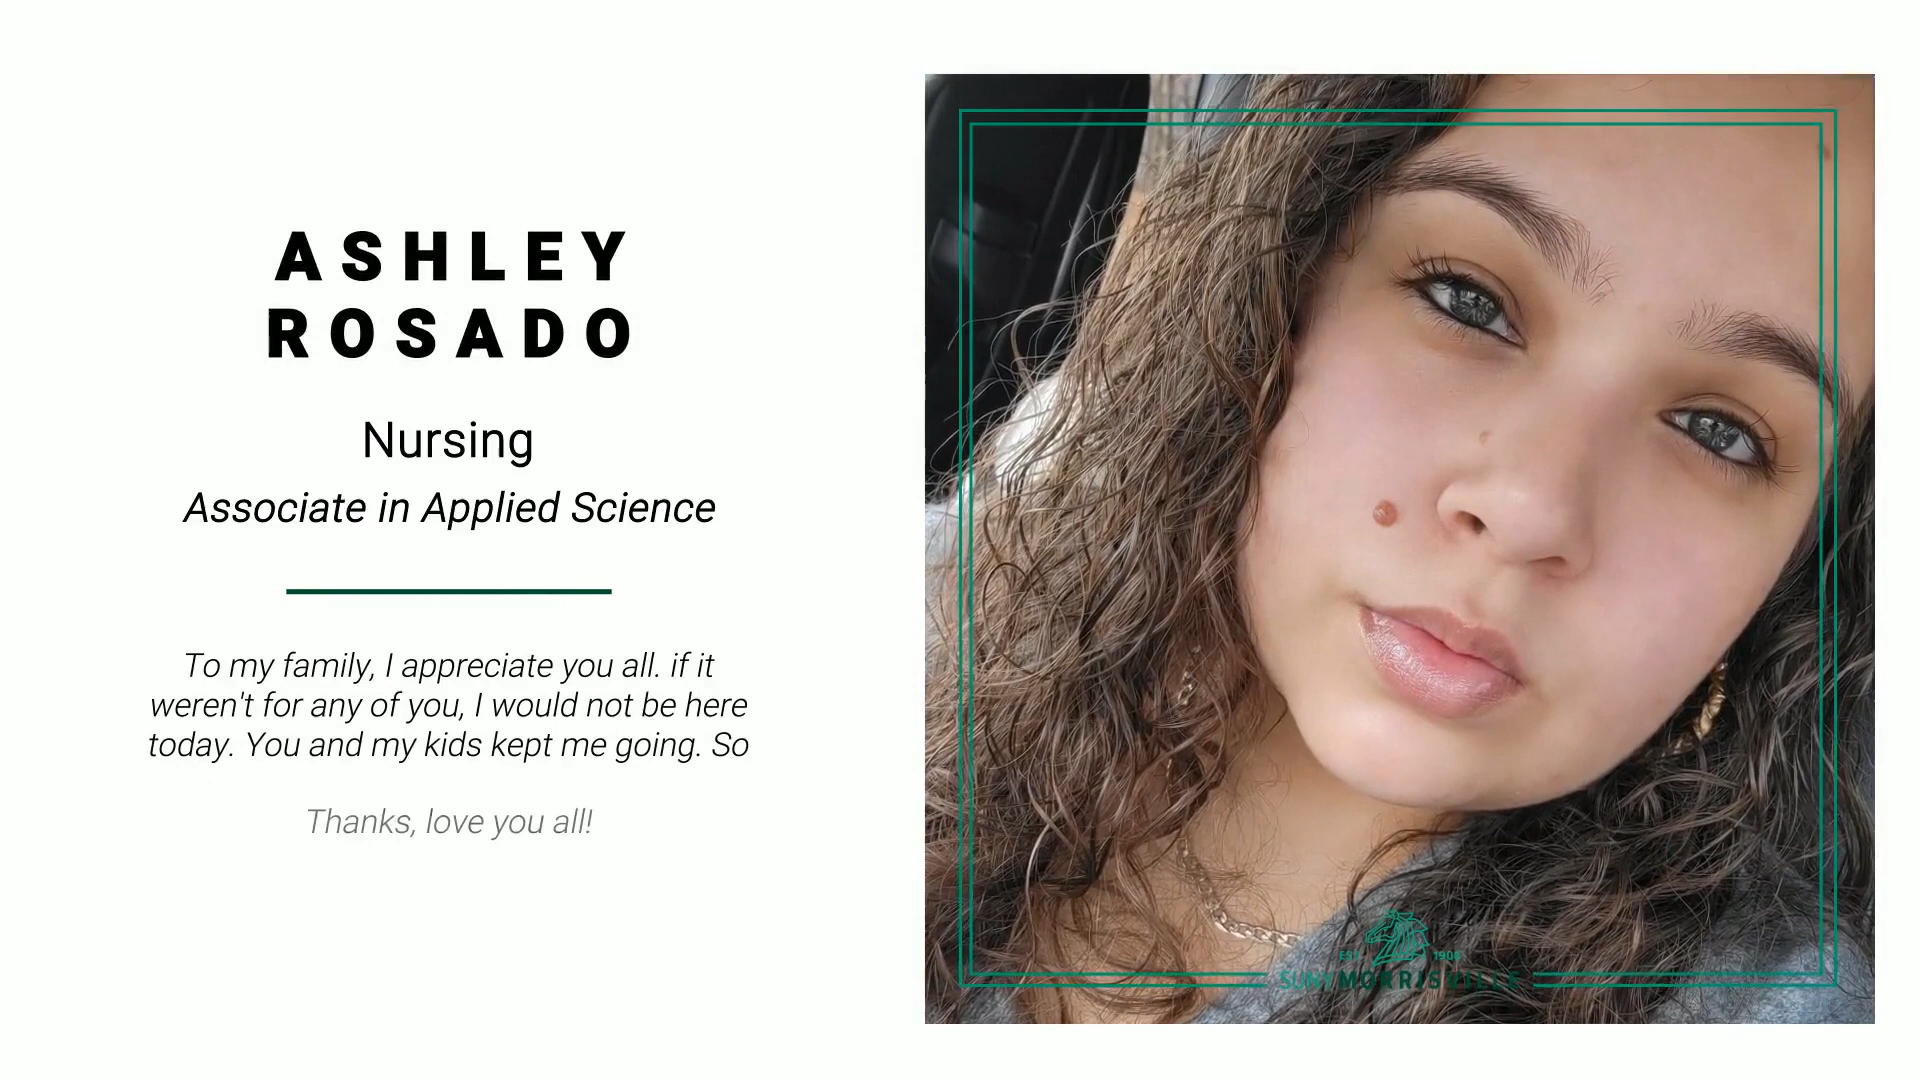 ASHLEY
ROSADO
Nursing
Associate in Applied Science
To my family, I appreciate you all. if it
weren't for any of you, I would not be here
today. You and my kids kept me going. So
Thanks, love you all!
EST 1908
SUNY MORRISVILLE